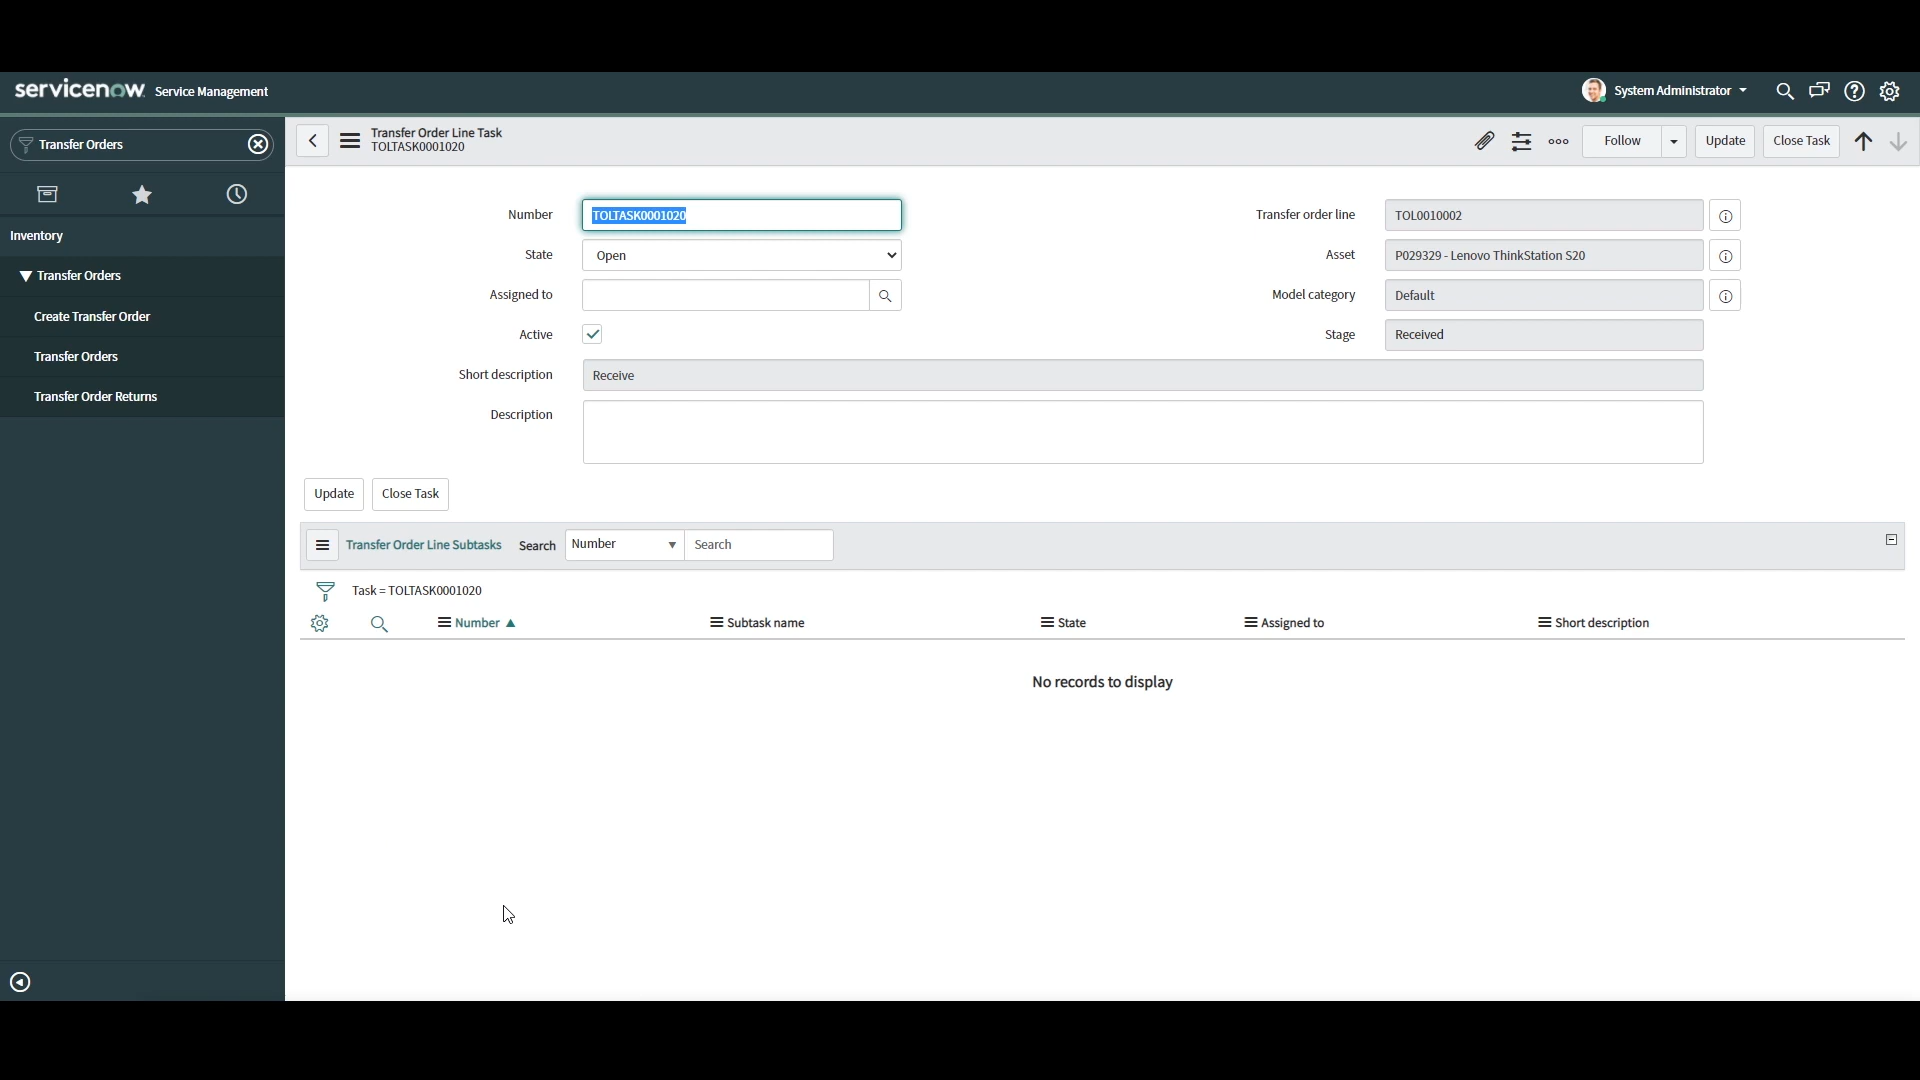 servicenow Service Management
System Administrator
Transfer Orders
Inventory
Transfer Orders
Create Transfer Order
Transfer Orders
Transfer Order Returns
Transfer Order Line Task
TOLTASK0001020
Follow
Update
Close Task
Number
TOLTASK0001020
State
Open
Assigned to
Active
Short description
Receive
Description
Transfer order line
TOL0010002
Asset
P029329 - Lenovo ThinkStation S20
Model category
Default
Stage
Received
Update
Close Task
Transfer Order Line Subtasks
Search
Number
Search
Task = TOLTASK0001020
Number
Subtask name
State
Assigned to
Short description
No records to display